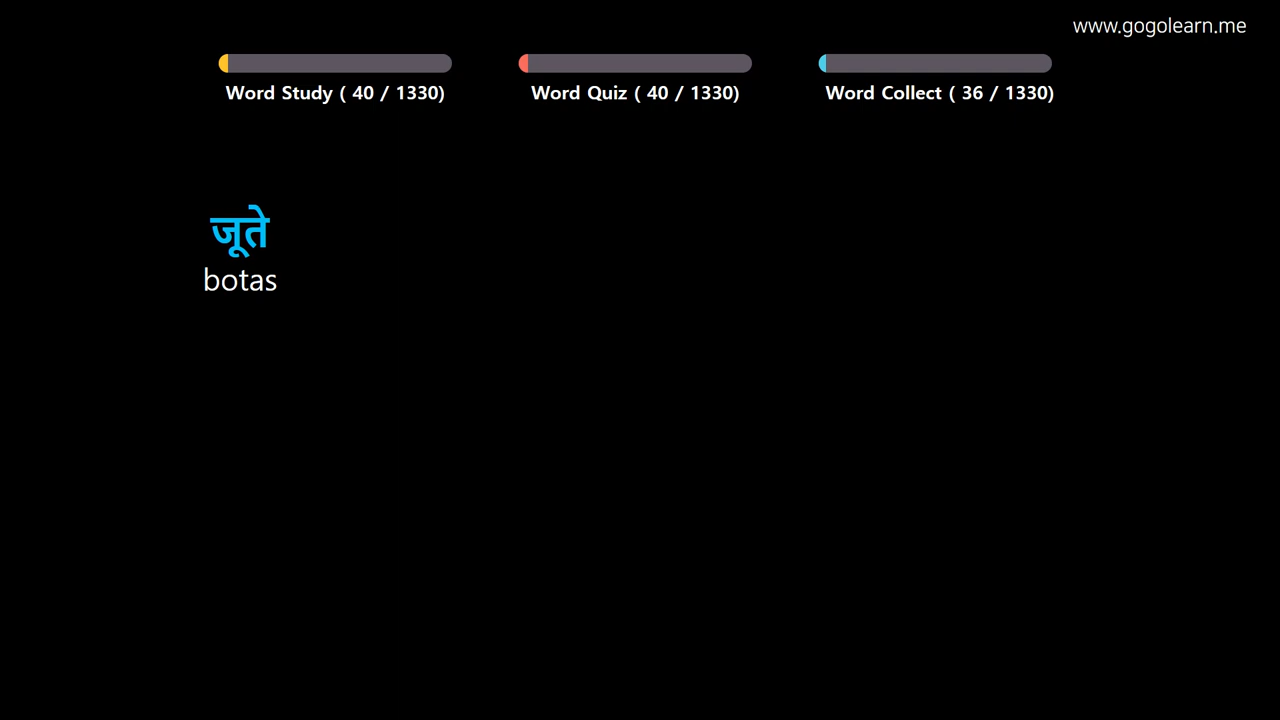 www.gogolearn.me
Word Study ( 40 / 1330)
Word Quiz ( 40 / 1330)
Word Collect ( 36 / 1330)
जूते
botas